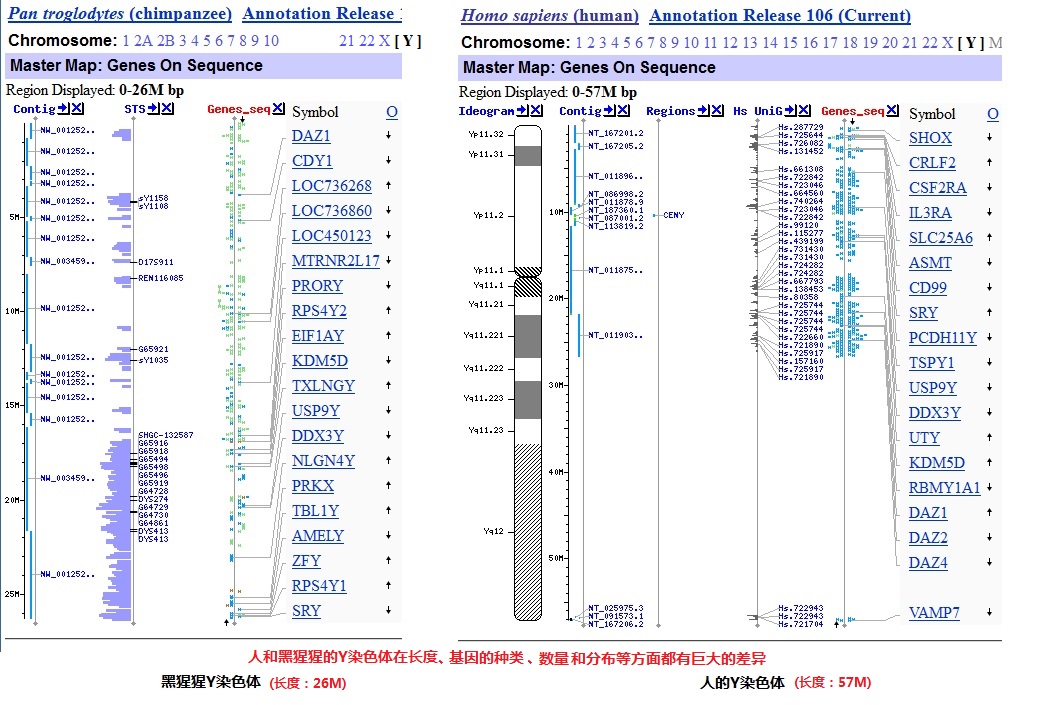 Pan troglodytes (chimpanzee) Annotation Release
Chromosome: 1 2A 2B 3 4 5 6 7 8 9 10 21 22 X [ Y ]
Master Map: Genes On Sequence
Region Displayed: 0-26M bp
Contig STS Genes_seq Symbol O
NW_001252..
NW_001252..
NW_001252..
NW_001252..
NW_001252..
NW_001252..
NW_001252..
NW_003459..
NW_001252..
NW_001252..
NW_001252..
NW_001252..
NW_001252..
NW_001252..
NW_003459..
NW_001252..
5M
10M
15M
20M
25M
sY1158
sY1108
D17S911
REN116085
G65921
sY1035
SHGC-132587
G65916
G65918
G65494
G65498
G65496
G65919
G64728
DYS274
G64729
G64730
G64861
DYS413
DYS413
DAZ1
CDY1
LOC736268
LOC736860
LOC450123
MTRNR2L17
PRORY
RPS4Y2
EIF1AY
KDM5D
TXLNGY
USP9Y
DDX3Y
NLGN4Y
PRKX
TBL1Y
AMELY
ZFY
RPS4Y1
SRY
Homo sapiens (human) Annotation Release 106 (Current)
Chromosome: 1 2 3 4 5 6 7 8 9 10 11 12 13 14 15 16 17 18 19 20 21 22 X [ Y ] M
Master Map: Genes On Sequence
Region Displayed: 0-57M bp
Ideogram Contig Regions Hs UniG Genes_seq Symbol O
Yp11.32
Yp11.31
Yp11.2
Yp11.1
Yq11.1
Yq11.21
Yq11.221
Yq11.222
Yq11.223
Yq11.23
Yq12
10M
20M
30M
40M
50M
NT_167201.2
NT_167205.2
NT_011896..
NT_086998.2
NT_011878.9
NT_187360.1
NT_087001.2
NT_113819.2
NT_011875..
NT_011903..
NT_025975.3
NT_091573.1
NT_167206.2
CENY
Hs.287729
Hs.725644
Hs.726082
Hs.131452
Hs.661308
Hs.722842
Hs.723046
Hs.664560
Hs.740264
Hs.723046
Hs.722842
Hs.99120
Hs.115277
Hs.439199
Hs.731430
Hs.731430
Hs.724282
Hs.724282
Hs.667793
Hs.138453
Hs.80358
Hs.725744
Hs.725744
Hs.725744
Hs.722660
Hs.721890
Hs.725917
Hs.157160
Hs.725917
Hs.721890
Hs.722943
Hs.722943
Hs.721704
SHOX
CRLF2
CSF2RA
IL3RA
SLC25A6
ASMT
CD99
SRY
PCDH11Y
TSPY1
USP9Y
DDX3Y
UTY
KDM5D
RBMY1A1
DAZ1
DAZ2
DAZ4
VAMP7
人和黑猩猩的Y染色体在长度、基因的种类、数量和分布等方面都有巨大的差异
黑猩猩Y染色体 (长度：26M)
人的Y染色体 (长度：57M)